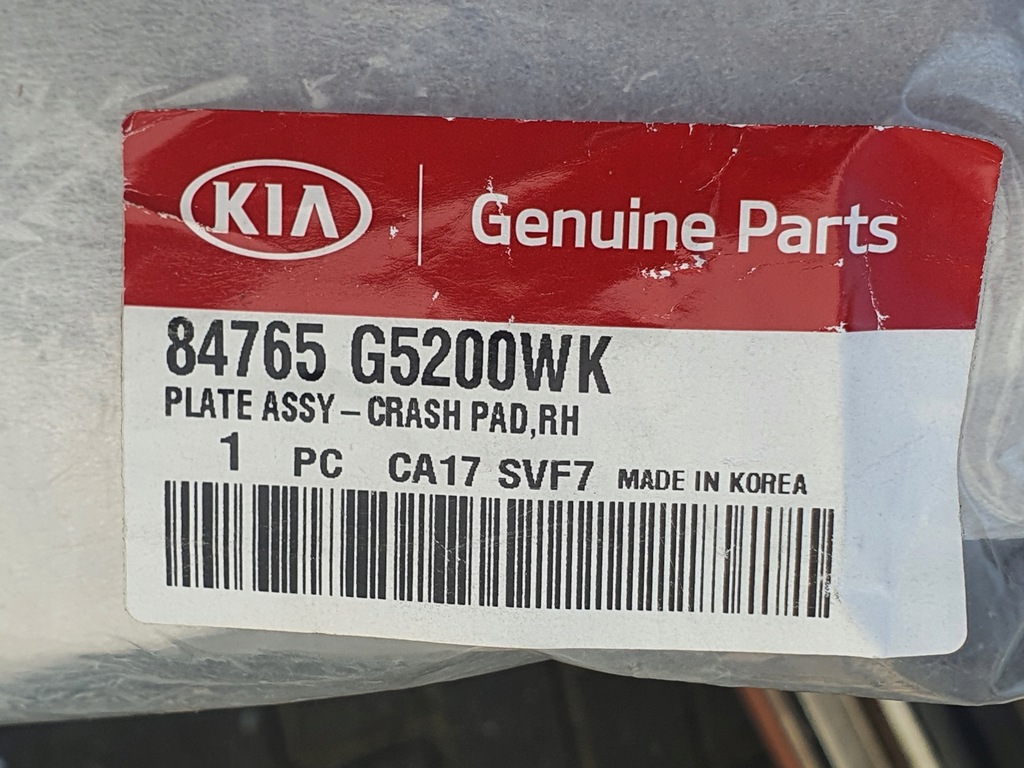 KIA Genuine Parts
84765 G5200WK
PLATE ASSY-CRASH PAD,RH
1 PC CA17 SVF7 MADE IN KOREA